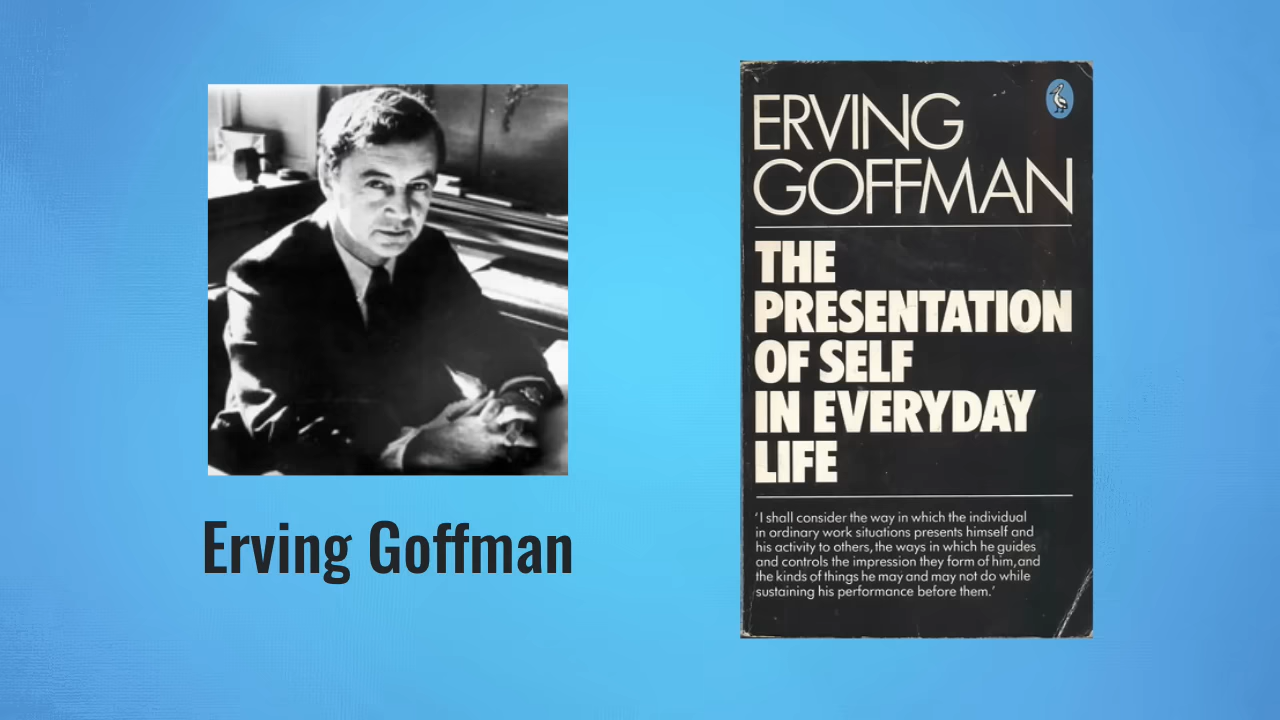 Erving Goffman
ERVING
GOFFMAN
THE
PRESENTATION
OF SELF
IN EVERYDAY
LIFE
‘I shall consider the way in which the individual
in ordinary work situations presents himself and
his activity to others, the ways in which he guides
and controls the impression they form of him, and
the kinds of things he may and may not do while
sustaining his performance before them.’